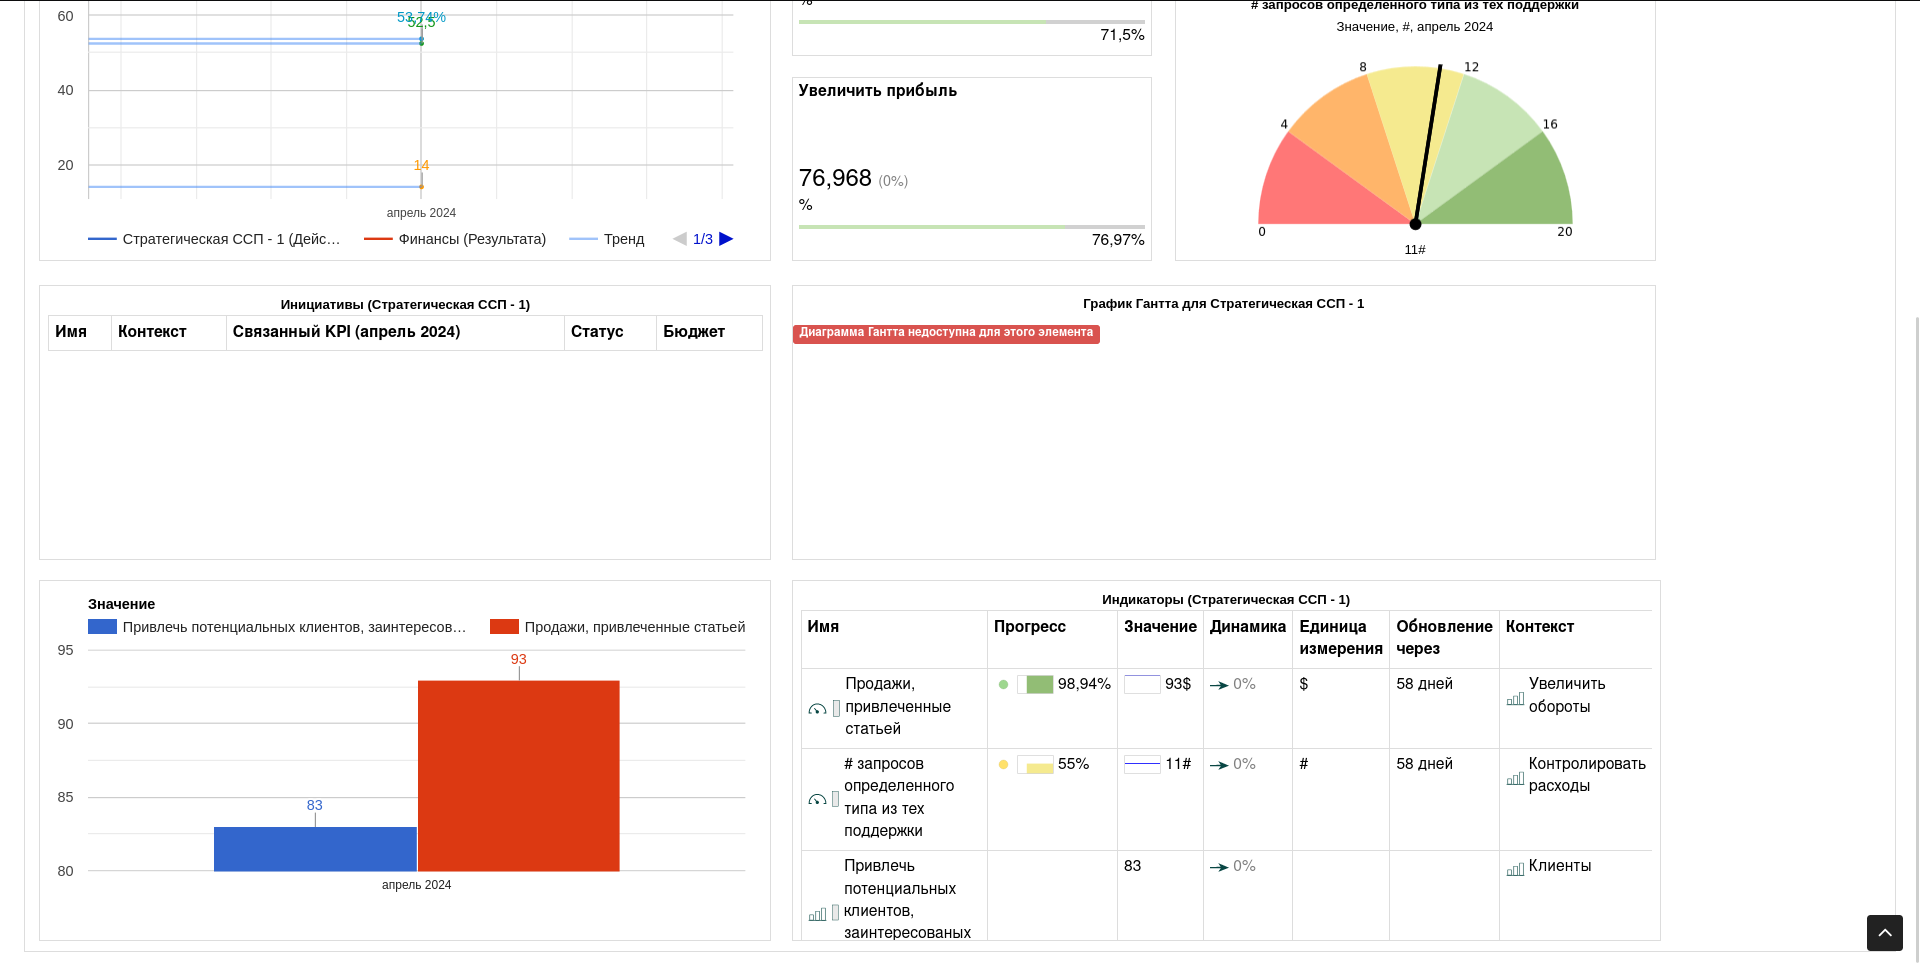 60
53,74%
52,5
40
20
14
апрель 2024
Стратегическая ССП - 1 (Дейс…
Финансы (Результата)
Тренд
1/3
%
71,5%
Увеличить прибыль
76,968 (0%)
%
76,97%
# запросов определенного типа из тех поддержки
Значение, #, апрель 2024
8
12
4
16
0
20
11#
Инициативы (Стратегическая ССП - 1)
Имя Контекст Связанный KPI (апрель 2024) Статус Бюджет
График Гантта для Стратегическая ССП - 1
Диаграмма Гантта недоступна для этого элемента
Значение
Привлечь потенциальных клиентов, заинтересов…
Продажи, привлеченные статьей
95
93
90
85
83
80
апрель 2024
Индикаторы (Стратегическая ССП - 1)
Имя Прогресс Значение Динамика Единица Обновление Контекст
измерения через
Продажи, 98,94% 93$ 0% $ 58 дней Увеличить
привлеченные обороты
статьей
# запросов 55% 11# 0% # 58 дней Контролировать
определенного расходы
типа из тех
поддержки
Привлечь 83 0% Клиенты
потенциальных
клиентов,
заинтересованых